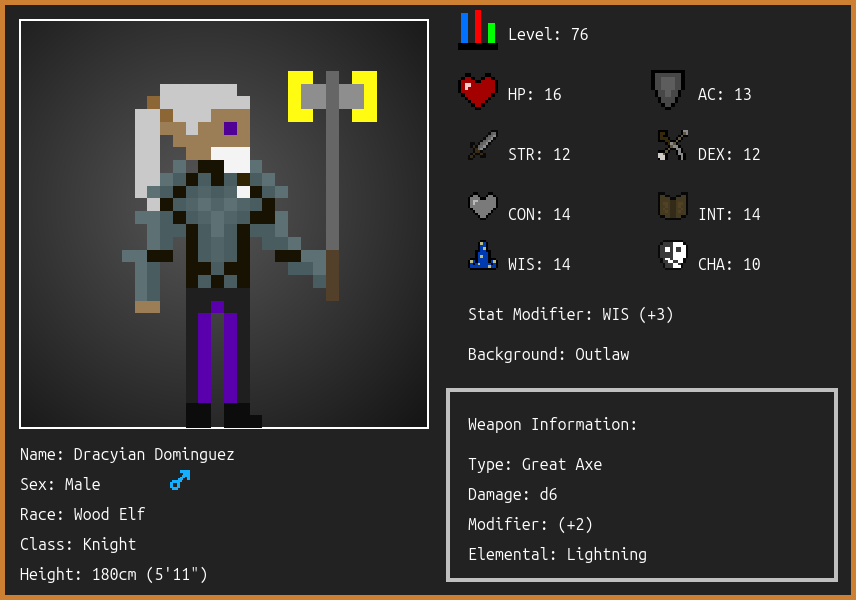 Level: 76
HP: 16
AC: 13
STR: 12
DEX: 12
CON: 14
INT: 14
WIS: 14
CHA: 10
Stat Modifier: WIS (+3)
Background: Outlaw
Weapon Information:
Type: Great Axe
Damage: d6
Modifier: (+2)
Elemental: Lightning
Name: Dracyian Dominguez
Sex: Male
Race: Wood Elf
Class: Knight
Height: 180cm (5'11")